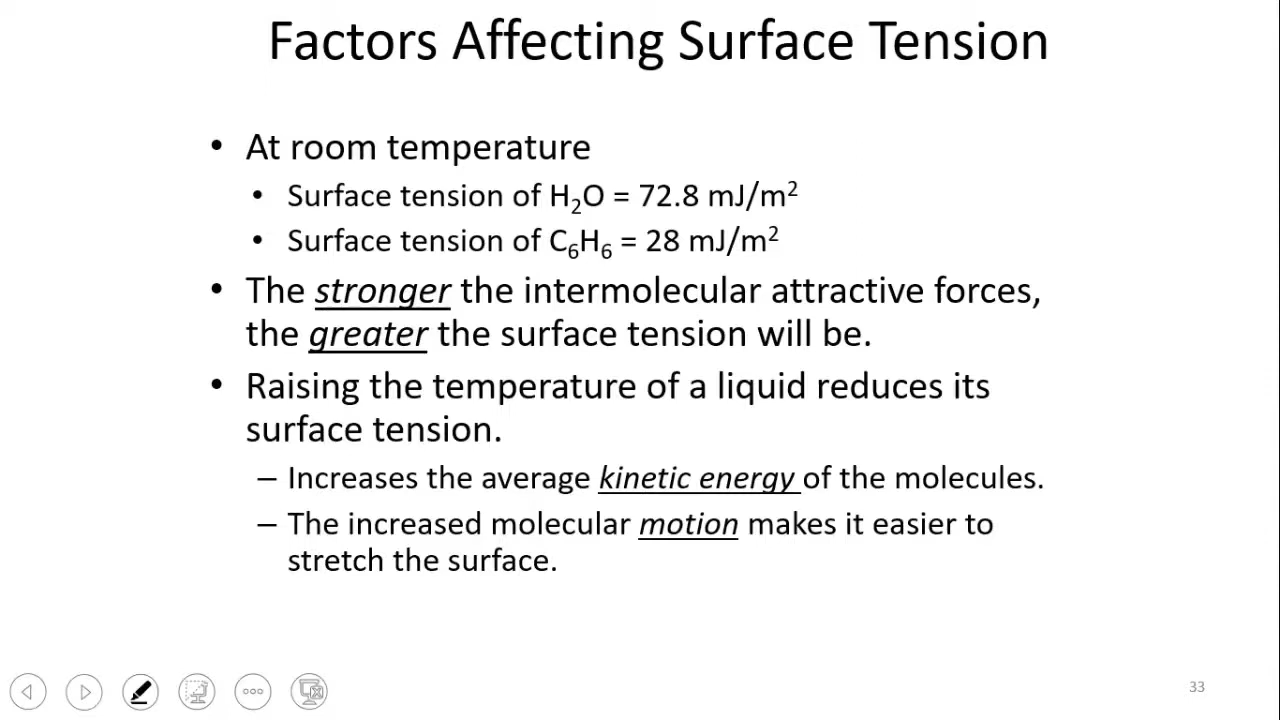 Factors Affecting Surface Tension
• At room temperature
• Surface tension of H₂O = 72.8 mJ/m²
• Surface tension of C₆H₆ = 28 mJ/m²
• The stronger the intermolecular attractive forces,
the greater the surface tension will be.
• Raising the temperature of a liquid reduces its
surface tension.
– Increases the average kinetic energy of the molecules.
– The increased molecular motion makes it easier to
stretch the surface.
33